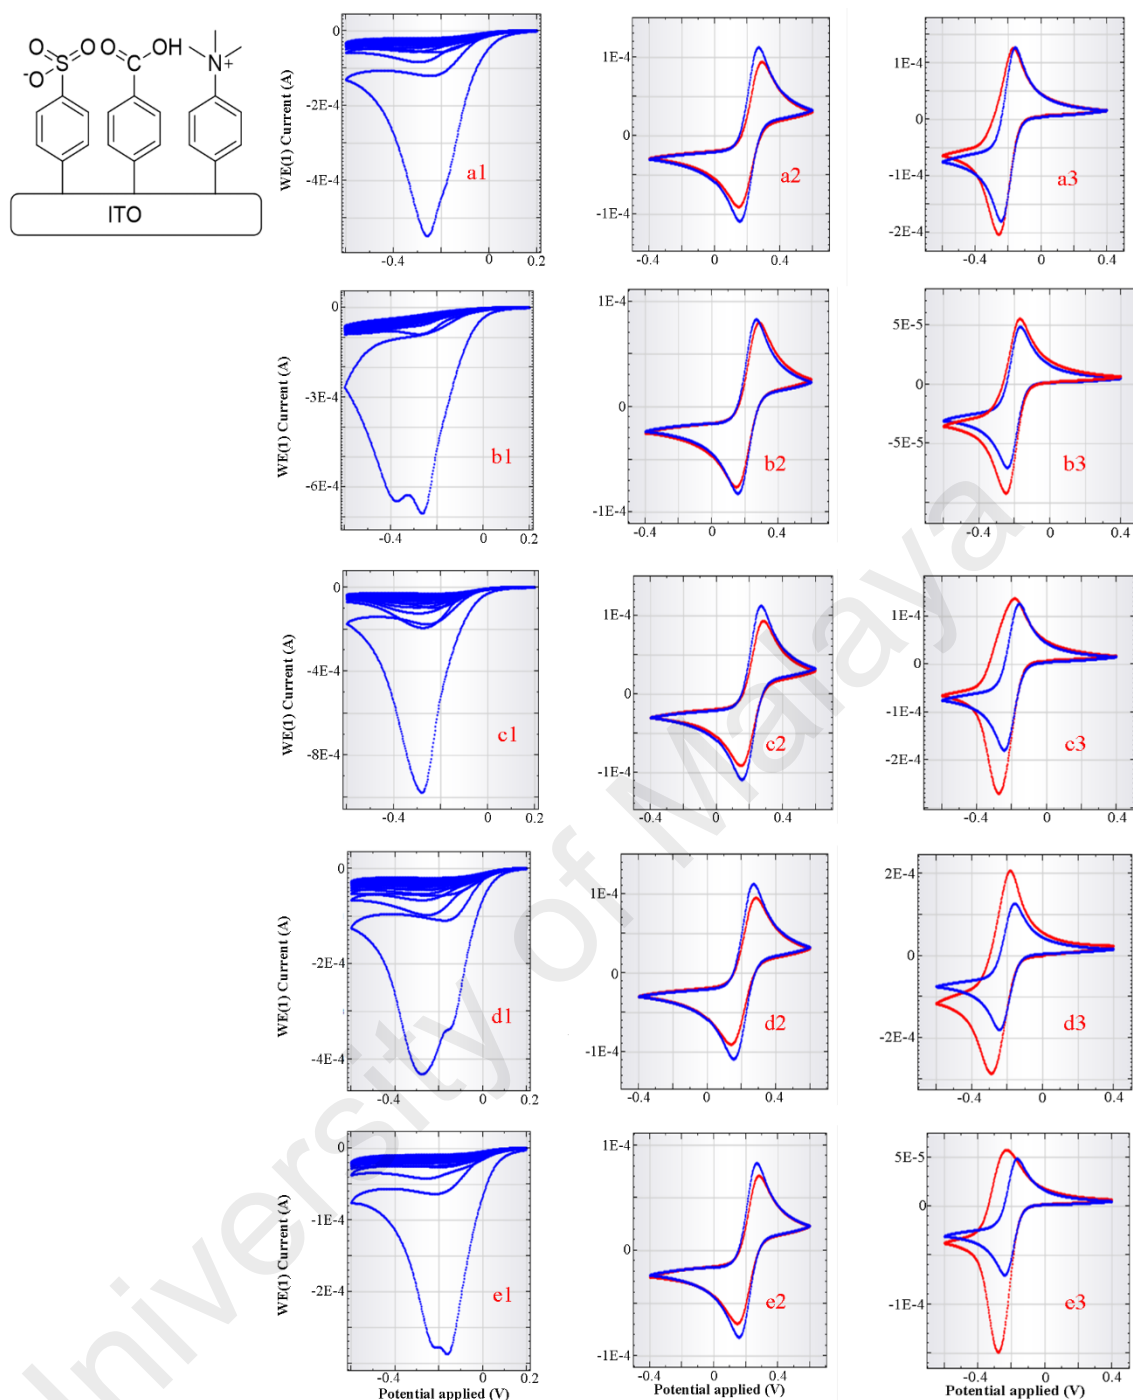 O O O OH
S C N+
-O
ITO
WE(1) Current (A)
0
-2E-4
-4E-4
-0.4 0 0.2
a1
1E-4
0
-1E-4
-0.4 0 0.4
a2
1E-4
0
-1E-4
-2E-4
-0.4 0 0.4
a3
WE(1) Current (A)
0
-3E-4
-6E-4
-0.4 0 0.2
b1
1E-4
0
-1E-4
-0.4 0 0.4
b2
5E-5
0
-5E-5
-0.4 0 0.4
b3
WE(1) Current (A)
0
-4E-4
-8E-4
-0.4 0 0.2
c1
1E-4
0
-1E-4
-0.4 0 0.4
c2
1E-4
0
-1E-4
-2E-4
-0.4 0 0.4
c3
WE(1) Current (A)
0
-2E-4
-4E-4
-0.4 0 0.2
d1
1E-4
0
-1E-4
-0.4 0 0.4
d2
2E-4
0
-2E-4
-0.4 0 0.4
d3
WE(1) Current (A)
0
-1E-4
-2E-4
-0.4 0 0.2
e1
Potential applied (V)
1E-4
0
-1E-4
-0.4 0 0.4
e2
Potential applied (V)
5E-5
0
-1E-4
-0.4 0 0.4
e3
Potential applied (V)
University of Malaya